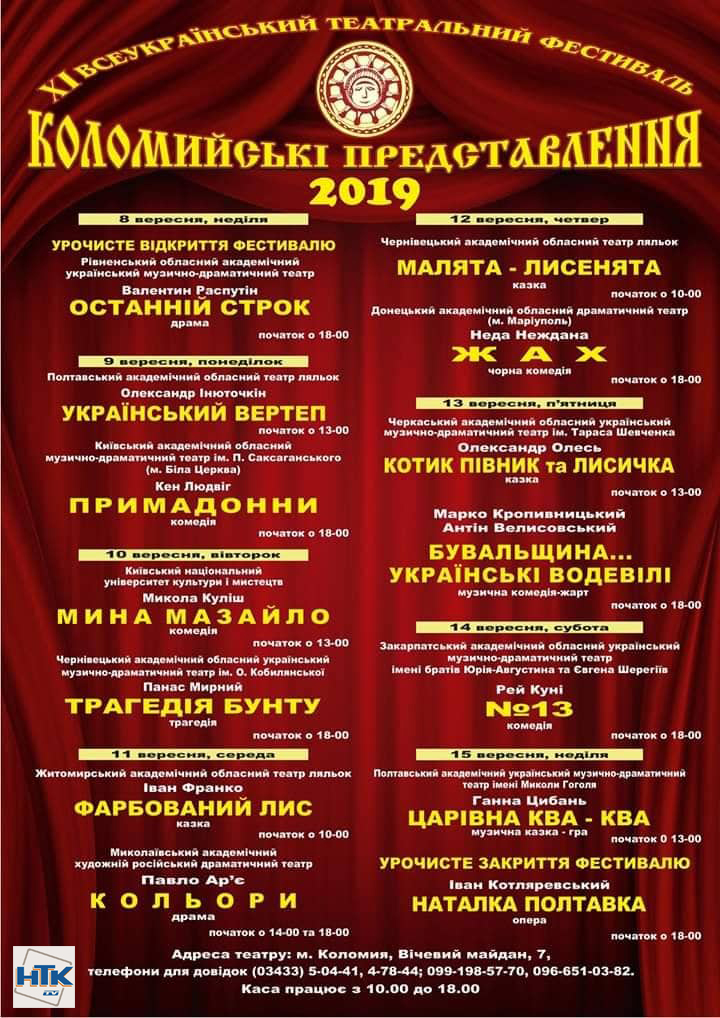 XI ВСЕУКРАЇНСЬКИЙ ТЕАТРАЛЬНИЙ ФЕСТИВАЛЬ
КОЛОМИЙСЬКІ ПРЕДСТАВЛЕННЯ
2019
8 вересня, неділя
УРОЧИСТЕ ВІДКРИТТЯ ФЕСТИВАЛЮ
Рівненський обласний академічний
український музично-драматичний театр
Валентин Распутін
ОСТАННІЙ СТРОК
драма
початок о 18-00
9 вересня, понеділок
Полтавський академічний обласний театр ляльок
Олександр Інюточкін
УКРАЇНСЬКИЙ ВЕРТЕП
початок о 13-00
Київський академічний обласний
музично-драматичний театр ім. П. Саксаганського
(м. Біла Церква)
Кен Людвіг
ПРИМАДОННИ
комедія
початок о 18-00
10 вересня, вівторок
Київський національний
університет культури і мистецтв
Микола Куліш
МИНА МАЗАЙЛО
комедія
початок о 13-00
Чернівецький академічний обласний український
музично-драматичний театр ім. О. Кобилянської
Панас Мирний
ТРАГЕДІЯ БУНТУ
трагедія
початок о 18-00
11 вересня, середа
Житомирський академічний обласний театр ляльок
Іван Франко
ФАРБОВАНИЙ ЛИС
казка
початок о 10-00
Миколаївський академічний
художній російський драматичний театр
Павло Ар'є
КОЛЬОРИ
драма
початок о 14-00 та 18-00
12 вересня, четвер
Чернівецький академічний обласний театр ляльок
МАЛЯТА - ЛИСЕНЯТА
казка
початок о 10-00
Донецький академічний обласний драматичний театр
(м. Маріуполь)
Неда Неждана
ЖАХ
чорна комедія
початок о 18-00
13 вересня, п'ятниця
Черкаський академічний обласний український
музично-драматичний театр ім. Тараса Шевченка
Олександр Олесь
КОТИК ПІВНИК та ЛИСИЧКА
казка
початок о 13-00
Марко Кропивницький
Антін Велисовський
БУВАЛЬЩИНА...
УКРАЇНСЬКІ ВОДЕВІЛІ
музична комедія-жарт
початок о 18-00
14 вересня, субота
Закарпатський академічний обласний український
музично-драматичний театр
імені братів Юрія-Августина та Євгена Шерегіїв
Рей Куні
№13
комедія
початок о 18-00
15 вересня, неділя
Полтавський академічний український музично-драматичний
театр імені Миколи Гоголя
Ганна Цибань
ЦАРІВНА КВА - КВА
музична казка - гра
початок 0 13-00
УРОЧИСТЕ ЗАКРИТТЯ ФЕСТИВАЛЮ
Іван Котляревський
НАТАЛКА ПОЛТАВКА
опера
початок о 18-00
Адреса театру: м. Коломия, Вічевий майдан, 7,
телефони для довідок (03433) 5-04-41, 4-78-44; 099-198-57-70, 096-651-03-82.
Каса працює з 10.00 до 18.00
НТК
TV